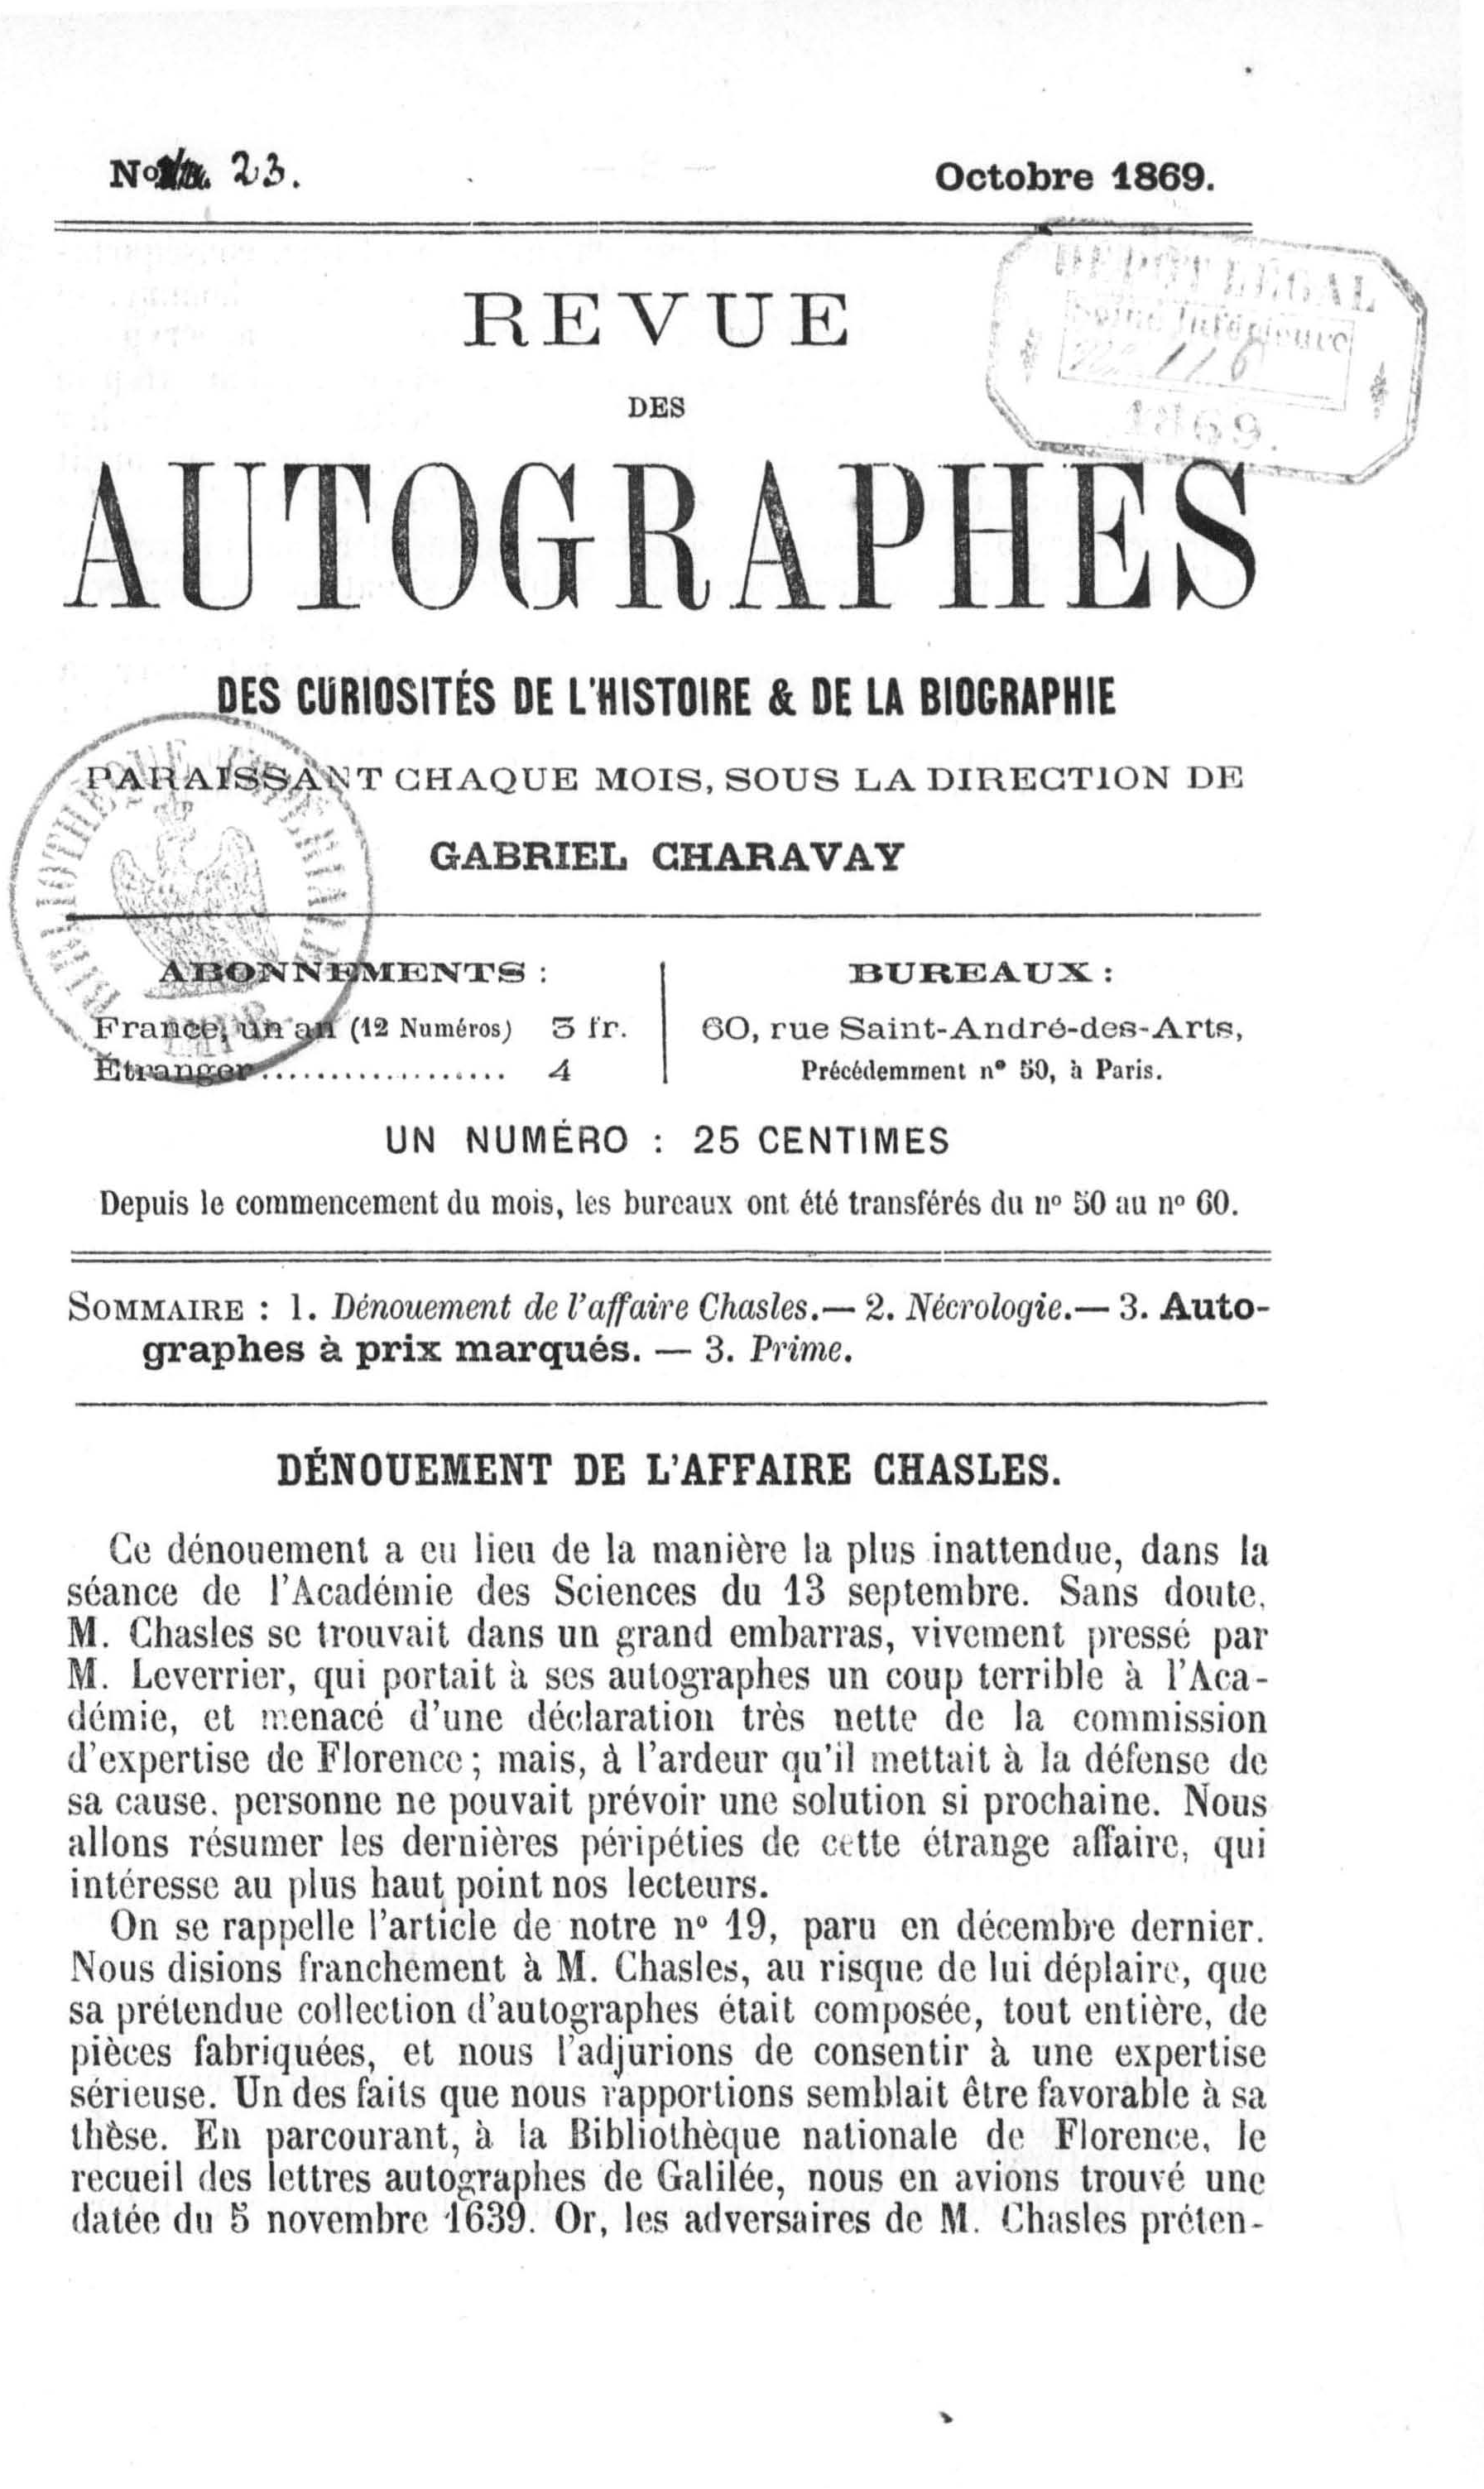 No 23.
Octobre 1869.
DEPOT LÉGAL
Seine Inférieure
116
1869.
REVUE
DES
AUTOGRAPHES
DES CURIOSITÉS DE L'HISTOIRE & DE LA BIOGRAPHIE
PARAISSANT CHAQUE MOIS, SOUS LA DIRECTION DE
GABRIEL CHARAVAY
BIBLIOTHEQUE IMPERIALE
ABONNEMENTS :
France, un an (12 Numéros) 3 fr.
Étranger.................. 4
BUREAUX :
60, rue Saint-André-des-Arts,
Précédemment n° 50, à Paris.
UN NUMÉRO : 25 CENTIMES
Depuis le commencement du mois, les bureaux ont été transférés du nº 50 au nº 60.
SOMMAIRE : 1. Dénouement de l'affaire Chasles.— 2. Nécrologie.— 3. Auto-
graphes à prix marqués. — 3. Prime.
DÉNOUEMENT DE L'AFFAIRE CHASLES.
Ce dénouement a eu lieu de la manière la plus inattendue, dans la
séance de l'Académie des Sciences du 13 septembre. Sans doute,
M. Chasles se trouvait dans un grand embarras, vivement pressé par
M. Leverrier, qui portait à ses autographes un coup terrible à l'Aca-
démie, et menacé d'une déclaration très nette de la commission
d'expertise de Florence ; mais, à l'ardeur qu'il mettait à la défense de
sa cause, personne ne pouvait prévoir une solution si prochaine. Nous
allons résumer les dernières péripéties de cette étrange affaire, qui
intéresse au plus haut point nos lecteurs.
On se rappelle l'article de notre nº 19, paru en décembre dernier.
Nous disions franchement à M. Chasles, au risque de lui déplaire, que
sa prétendue collection d'autographes était composée, tout entière, de
pièces fabriquées, et nous l'adjurions de consentir à une expertise
sérieuse. Un des faits que nous rapportions semblait être favorable à sa
thèse. En parcourant, à la Bibliothèque nationale de Florence, le
recueil des lettres autographes de Galilée, nous en avions trouvé une
datée du 5 novembre 1639. Or, les adversaires de M. Chasles préten-